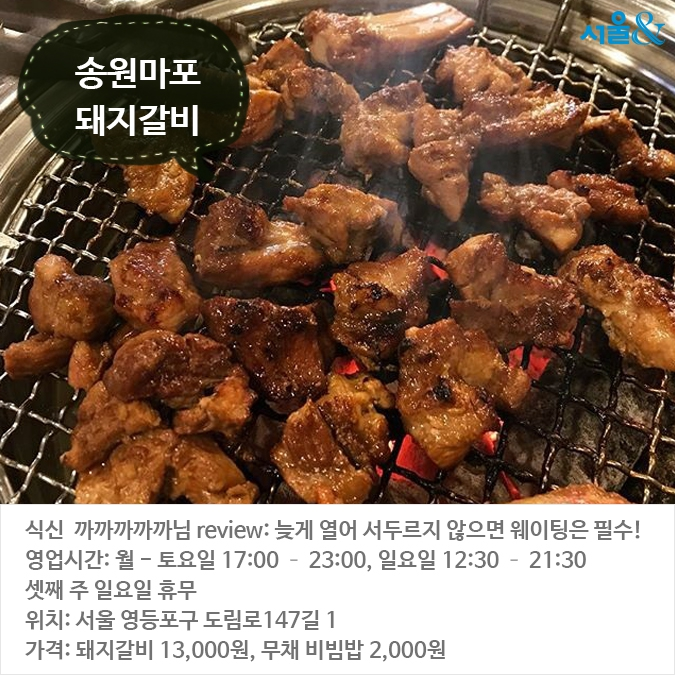 서울&
송원마포
돼지갈비
식신 까까까까까님 review: 늦게 열어 서두르지 않으면 웨이팅은 필수!
영업시간: 월 - 토요일 17:00 - 23:00, 일요일 12:30 - 21:30
셋째 주 일요일 휴무
위치: 서울 영등포구 도림로147길 1
가격: 돼지갈비 13,000원, 무채 비빔밥 2,000원